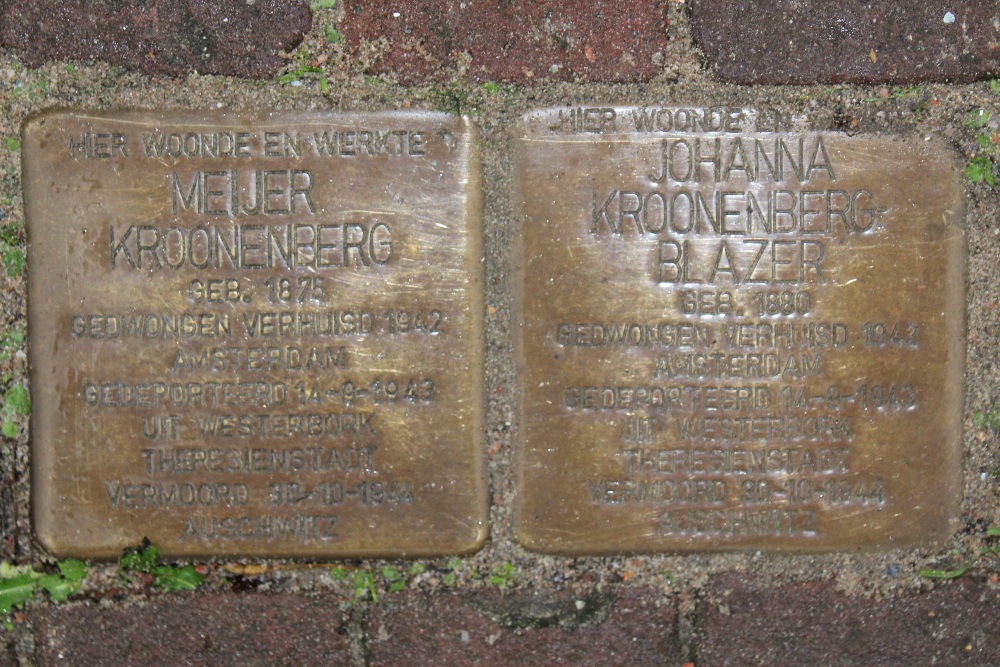 HIER WOONDE EN WERKTE
MEIJER
KROONENBERG
GEB. 1875
GEDWONGEN VERHUISD 1942
AMSTERDAM
GEDEPORTEERD 14-9-1943
UIT WESTERBORK
THERESIENSTADT
VERMOORD 30-10-1944
AUSCHWITZ
HIER WOONDE EN
JOHANNA
KROONENBERG-
BLAZER
GEB. 1880
GEDWONGEN VERHUISD 1942
AMSTERDAM
GEDEPORTEERD 14-9-1943
UIT WESTERBORK
THERESIENSTADT
VERMOORD 30-10-1944
AUSCHWITZ